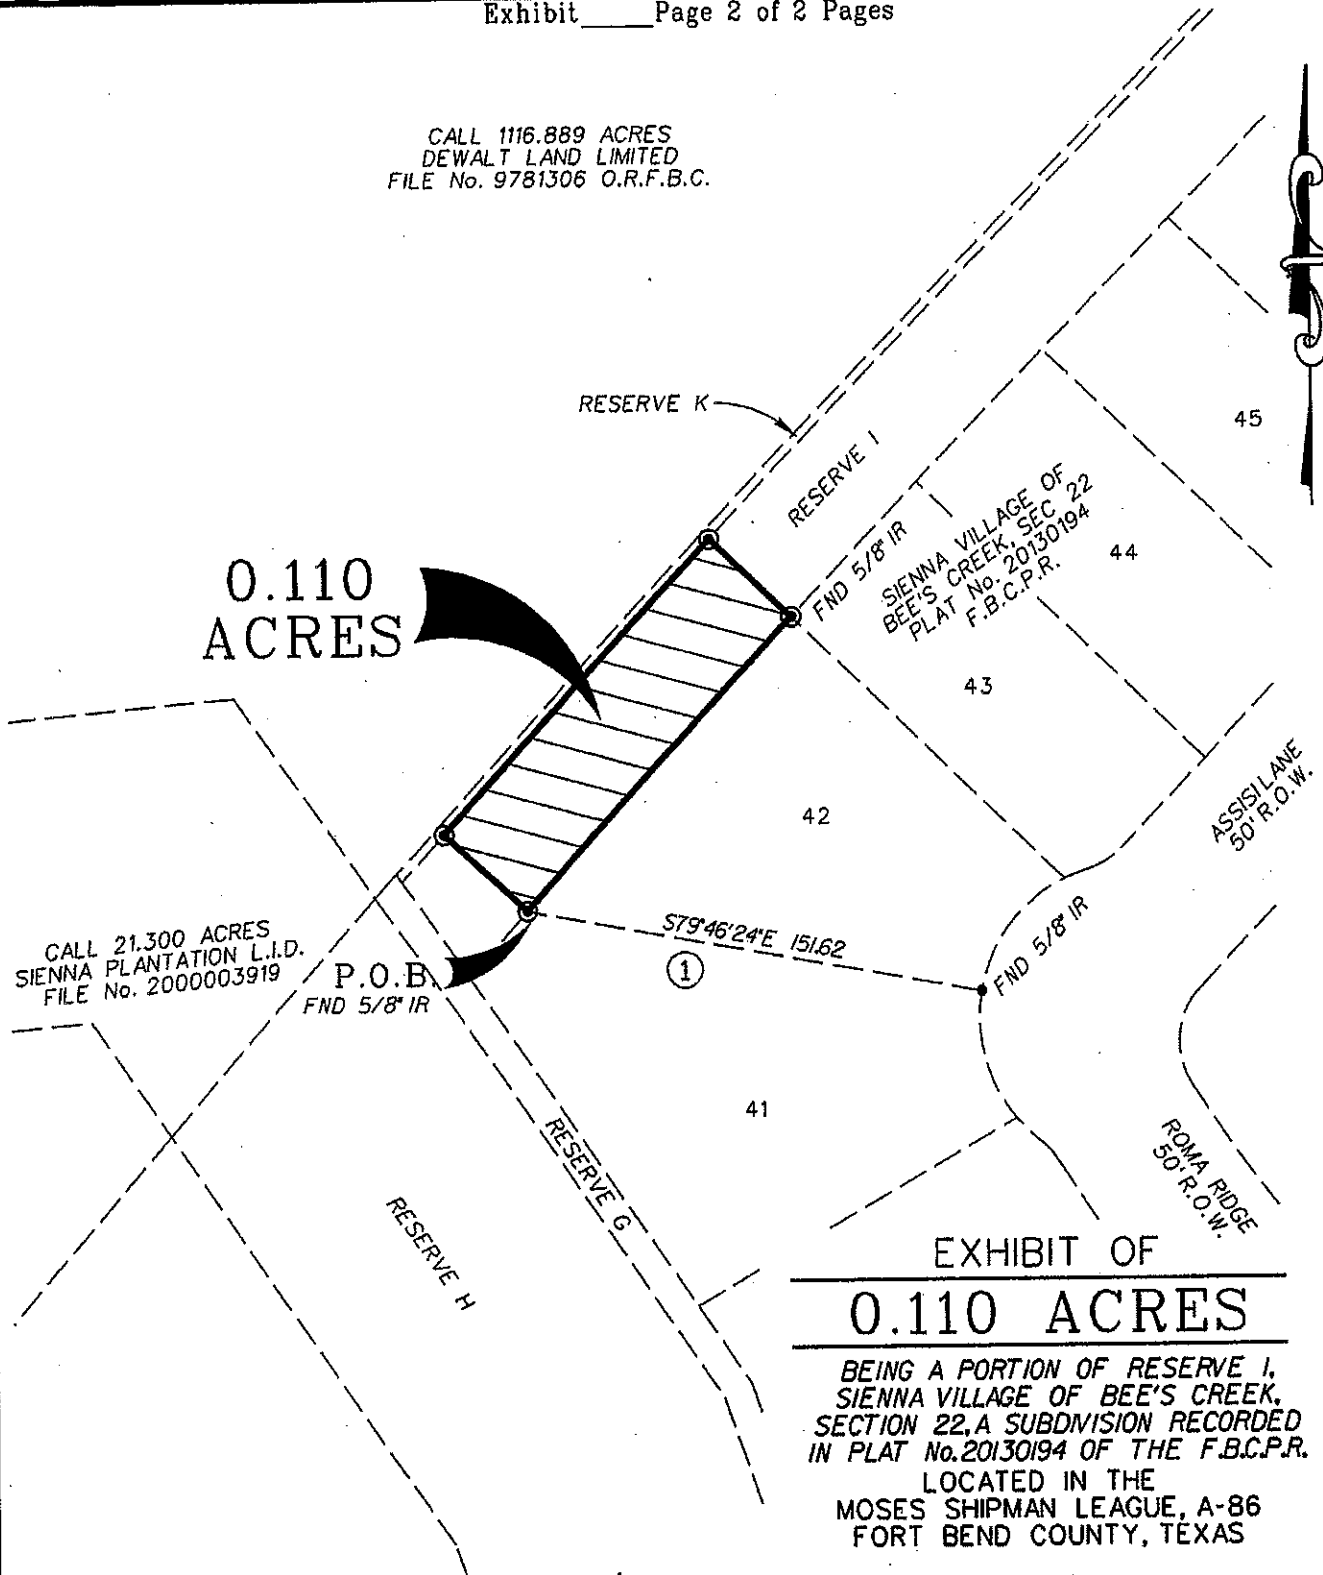 Exhibit____Page 2 of 2 Pages
CALL 1116.889 ACRES
DEWALT LAND LIMITED
FILE No. 9781306 O.R.F.B.C.
RESERVE K
RESERVE I
45
SIENNA VILLAGE OF
BEE'S CREEK, SEC 22
PLAT No. 20130194
F.B.C.P.R.
44
FND 5/8" IR
0.110
ACRES
43
42
ASSISI LANE
50' R.O.W.
S79°46'24"E 151.62
1
FND 5/8" IR
CALL 21.300 ACRES
SIENNA PLANTATION L.I.D.
FILE No. 2000003919
P.O.B.
FND 5/8" IR
41
RESERVE G
RESERVE H
ROMA RIDGE
50' R.O.W.
EXHIBIT OF
0.110 ACRES
BEING A PORTION OF RESERVE I,
SIENNA VILLAGE OF BEE'S CREEK,
SECTION 22, A SUBDIVISION RECORDED
IN PLAT No. 20130194 OF THE F.B.C.P.R.
LOCATED IN THE
MOSES SHIPMAN LEAGUE, A-86
FORT BEND COUNTY, TEXAS